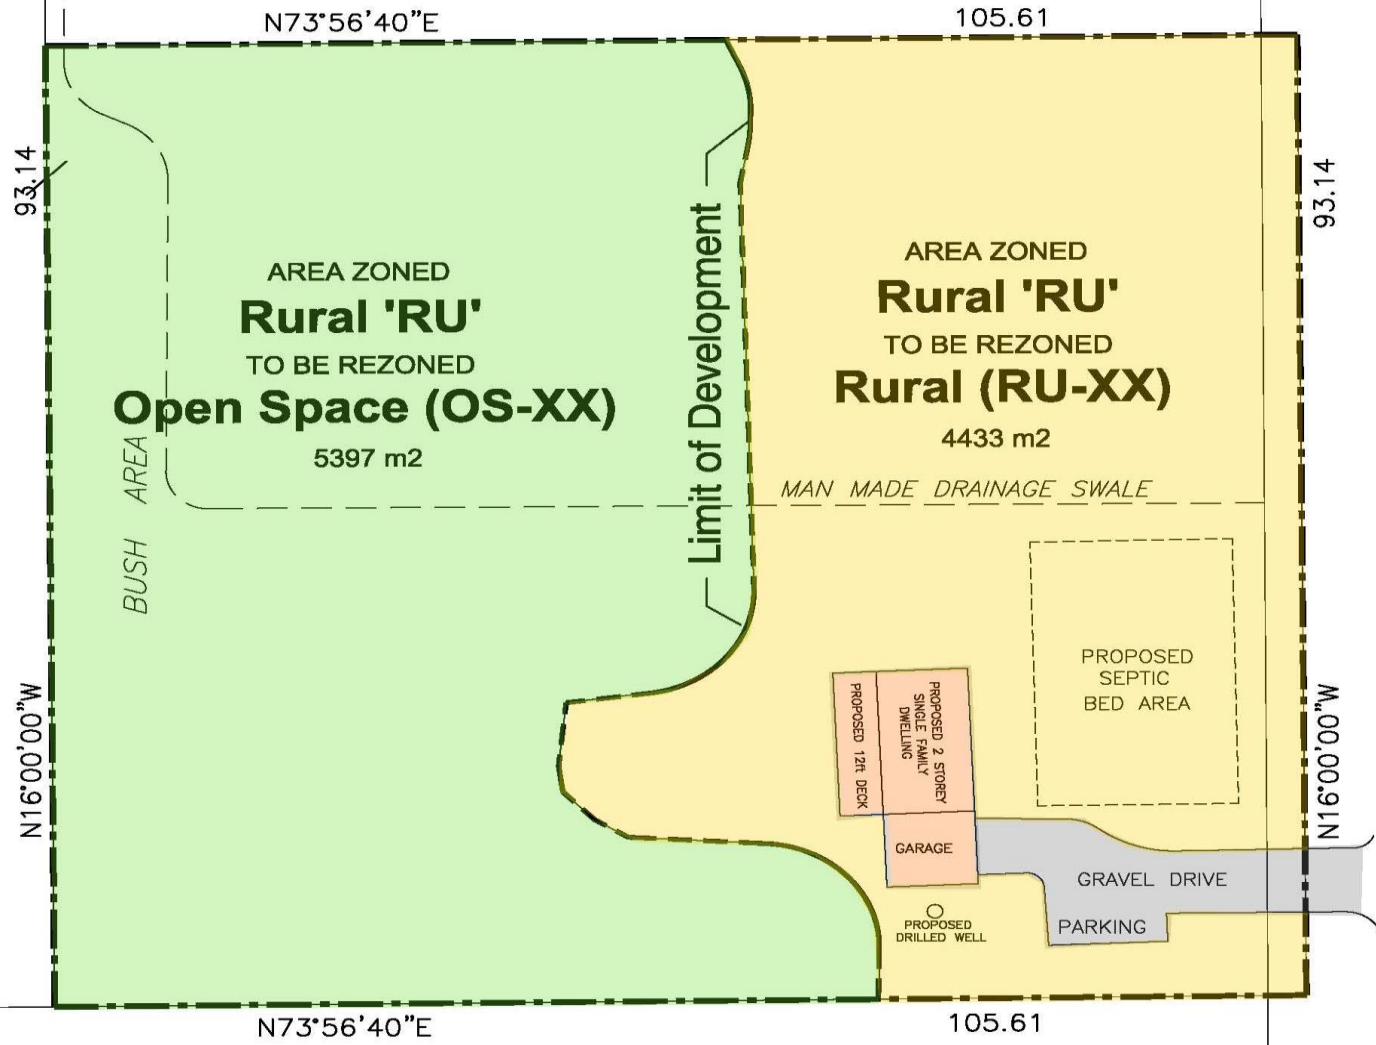 N73°56'40"E
105.61
93.14
93.14
AREA ZONED
Rural 'RU'
TO BE REZONED
Open Space (OS-XX)
5397 m2
BUSH AREA
Limit of Development
AREA ZONED
Rural 'RU'
TO BE REZONED
Rural (RU-XX)
4433 m2
MAN MADE DRAINAGE SWALE
PROPOSED
SEPTIC
BED AREA
PROPOSED 2 STOREY
SINGLE FAMILY
DWELLING
PROPOSED 12ft DECK
GARAGE
GRAVEL DRIVE
PARKING
PROPOSED
DRILLED WELL
N16°00'00"W
N16°00'00"W
N73°56'40"E
105.61